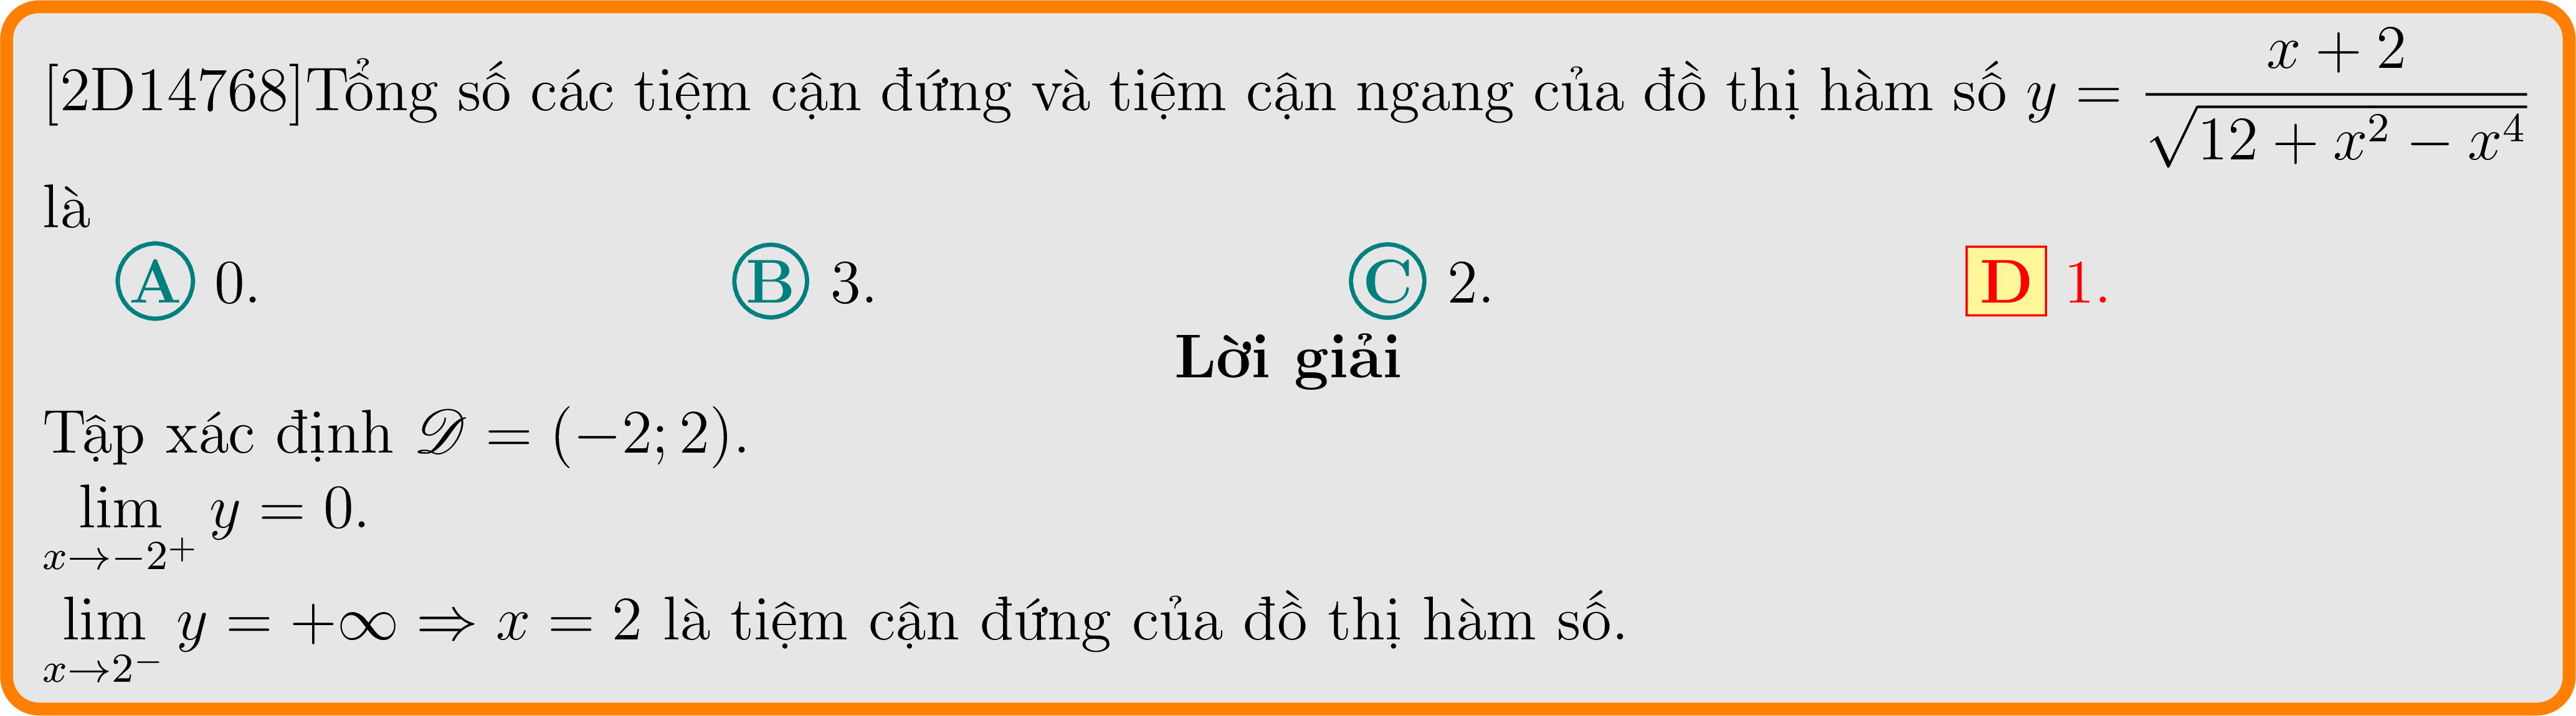 [2D14768]Tổng số các tiệm cận đứng và tiệm cận ngang của đồ thị hàm số $y = \dfrac{x+2}{\sqrt{12+x^2-x^4}}$
là
A 0. B 3. C 2. D 1.
Lời giải
Tập xác định $\mathscr{D} = (-2; 2)$.
$\lim\limits_{x\to -2^+} y = 0$.
$\lim\limits_{x\to 2^-} y = +\infty \Rightarrow x = 2$ là tiệm cận đứng của đồ thị hàm số.